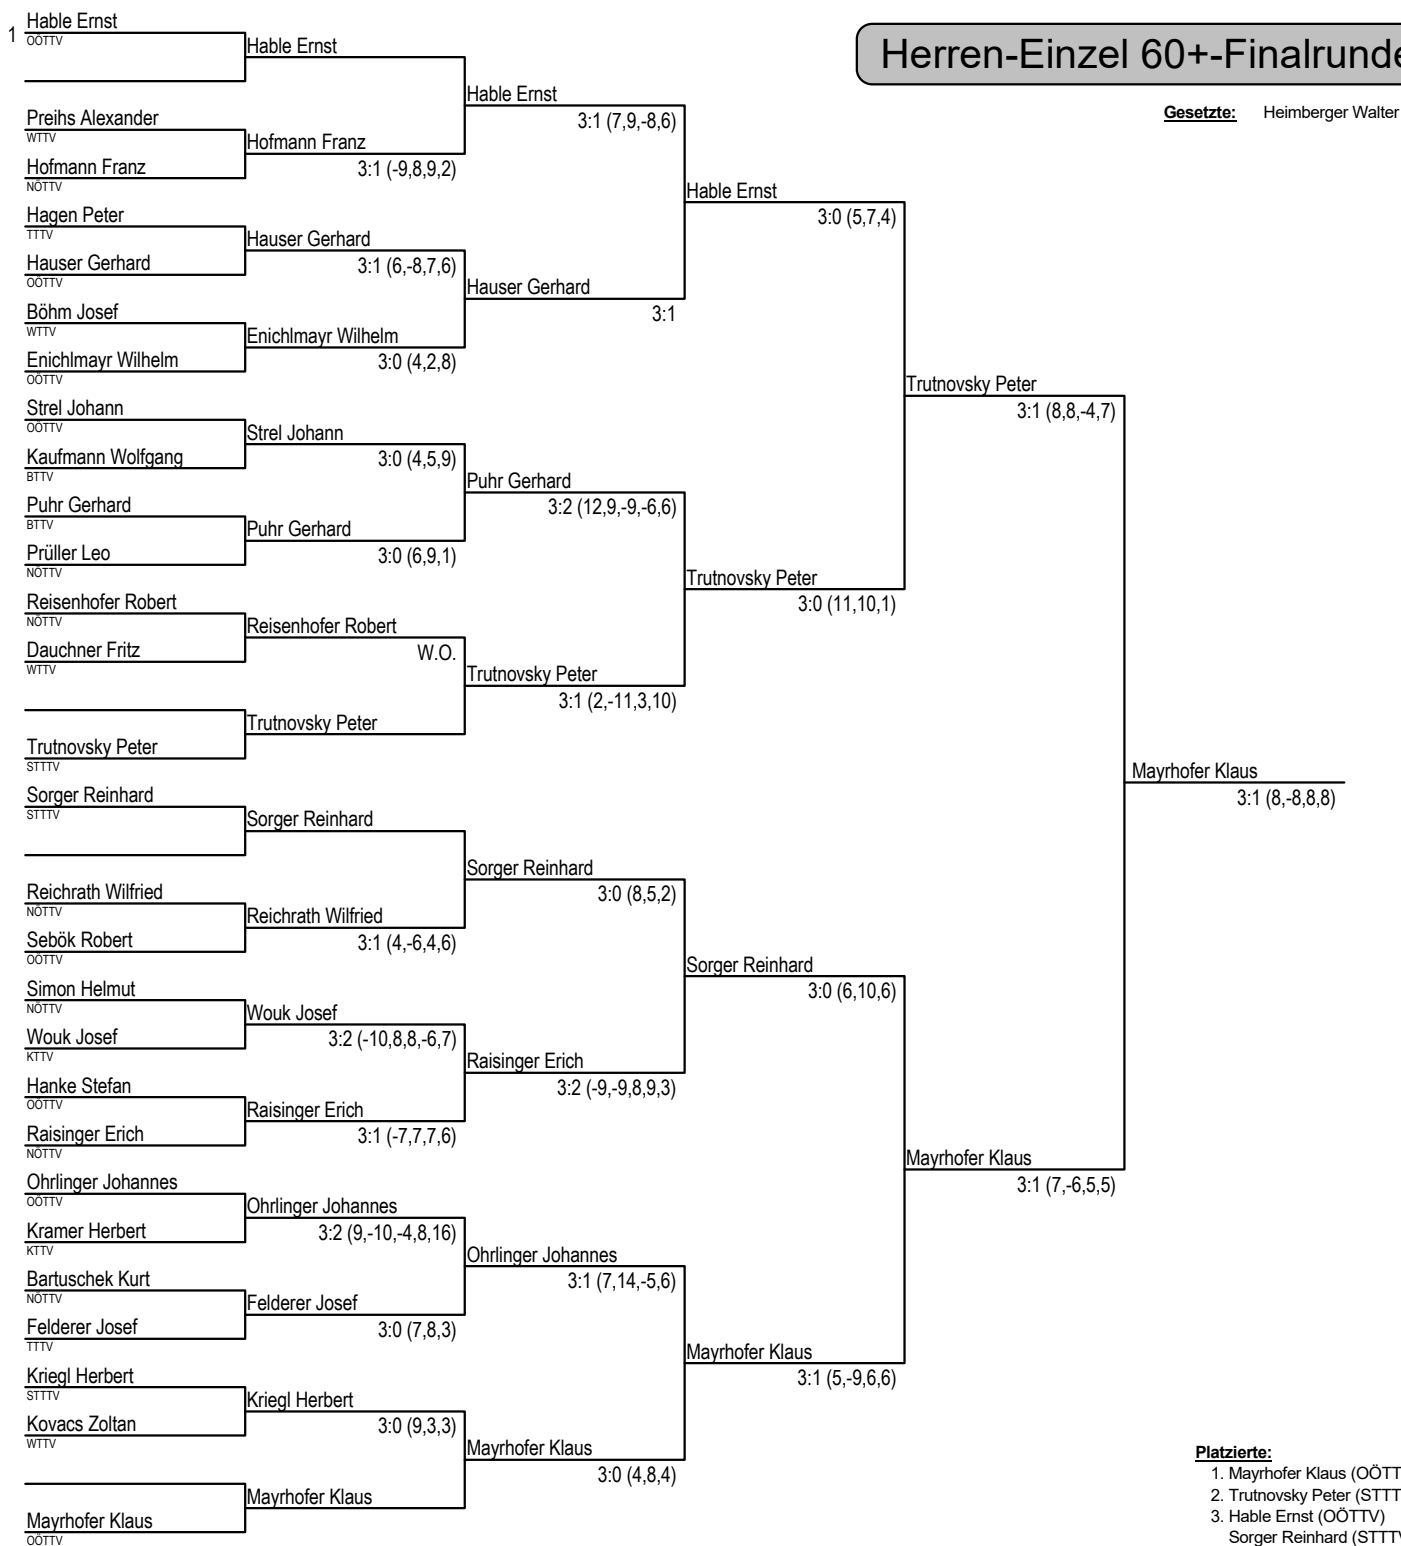 Herren-Einzel 60+-Finalrunde
Gesetzte: Heimberger Walter
1
Hable Ernst
OÖTTV
Preihs Alexander
WTTV
Hofmann Franz
NÖTTV
Hagen Peter
TTTV
Hauser Gerhard
OÖTTV
Böhm Josef
WTTV
Enichlmayr Wilhelm
OÖTTV
Strel Johann
OÖTTV
Kaufmann Wolfgang
BTTV
Puhr Gerhard
BTTV
Prüller Leo
NÖTTV
Reisenhofer Robert
NÖTTV
Dauchner Fritz
WTTV
Trutnovsky Peter
STTTV
Sorger Reinhard
STTTV
Reichrath Wilfried
NÖTTV
Sebök Robert
OÖTTV
Simon Helmut
NÖTTV
Wouk Josef
KTTV
Hanke Stefan
OÖTTV
Raisinger Erich
NÖTTV
Ohrlinger Johannes
OÖTTV
Kramer Herbert
KTTV
Bartuschek Kurt
NÖTTV
Felderer Josef
TTTV
Kriegl Herbert
STTTV
Kovacs Zoltan
WTTV
Mayrhofer Klaus
OÖTTV
Hable Ernst
Hofmann Franz
3:1 (-9,8,9,2)
Hauser Gerhard
3:1 (6,-8,7,6)
Enichlmayr Wilhelm
3:0 (4,2,8)
Strel Johann
3:0 (4,5,9)
Puhr Gerhard
3:0 (6,9,1)
Reisenhofer Robert
W.O.
Trutnovsky Peter
Sorger Reinhard
Reichrath Wilfried
3:1 (4,-6,4,6)
Wouk Josef
3:2 (-10,8,8,-6,7)
Raisinger Erich
3:1 (-7,7,7,6)
Ohrlinger Johannes
3:2 (9,-10,-4,8,16)
Felderer Josef
3:0 (7,8,3)
Kriegl Herbert
3:0 (9,3,3)
Mayrhofer Klaus
Hable Ernst
3:1 (7,9,-8,6)
Hauser Gerhard
3:1
Puhr Gerhard
3:2 (12,9,-9,-6,6)
Trutnovsky Peter
3:1 (2,-11,3,10)
Sorger Reinhard
3:0 (8,5,2)
Raisinger Erich
3:2 (-9,-9,8,9,3)
Ohrlinger Johannes
3:1 (7,14,-5,6)
Mayrhofer Klaus
3:0 (4,8,4)
Hable Ernst
3:0 (5,7,4)
Trutnovsky Peter
3:0 (11,10,1)
Sorger Reinhard
3:0 (6,10,6)
Mayrhofer Klaus
3:1 (5,-9,6,6)
Trutnovsky Peter
3:1 (8,8,-4,7)
Mayrhofer Klaus
3:1 (7,-6,5,5)
Mayrhofer Klaus
3:1 (8,-8,8,8)
Platzierte:
1. Mayrhofer Klaus (OÖTT
2. Trutnovsky Peter (STTT
3. Hable Ernst (OÖTTV)
Sorger Reinhard (STTTV